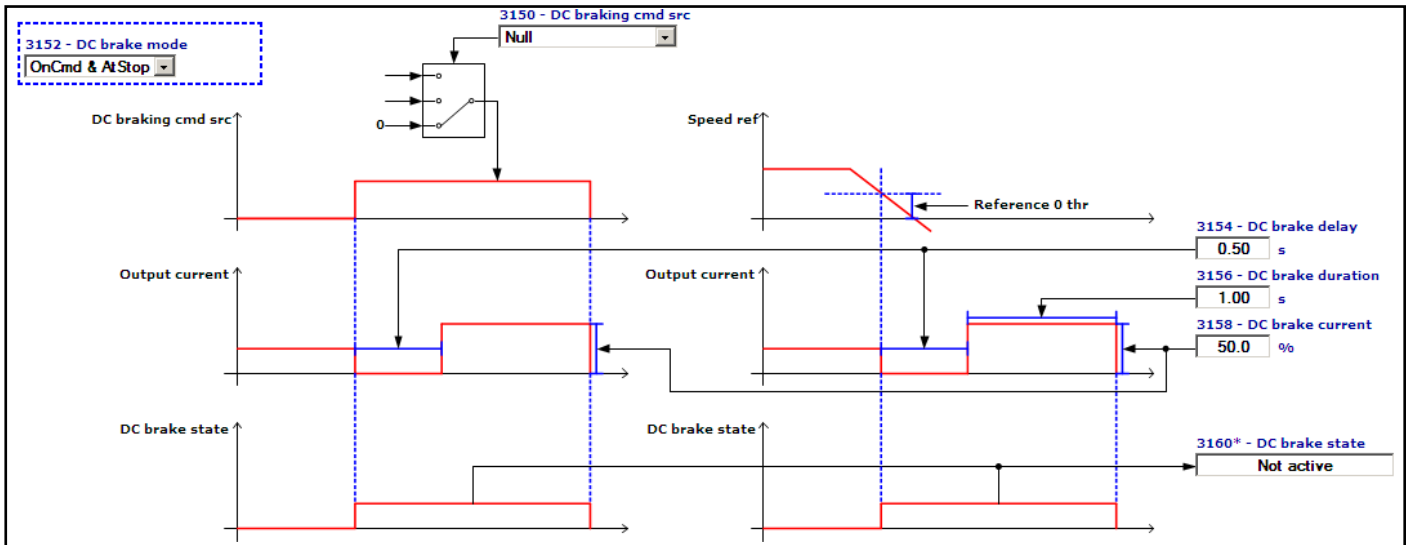 3150 - DC braking cmd src
Null
3152 - DC brake mode
OnCmd & AtStop
0
DC braking cmd src
Speed ref
Reference 0 thr
3154 - DC brake delay
0.50 s
Output current
Output current
3156 - DC brake duration
1.00 s
3158 - DC brake current
50.0 %
DC brake state
DC brake state
3160* - DC brake state
Not active